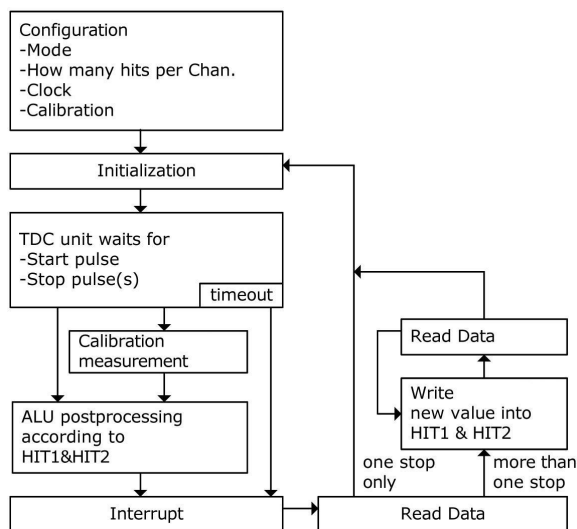 Configuration
-Mode
-How many hits per Chan.
-Clock
-Calibration
Initialization
TDC unit waits for
-Start pulse
-Stop pulse(s)
timeout
Calibration
measurement
ALU postprocessing
according to
HIT1&HIT2
Interrupt
Read Data
Write
new value into
HIT1 & HIT2
one stop
only
more than
one stop
Read Data